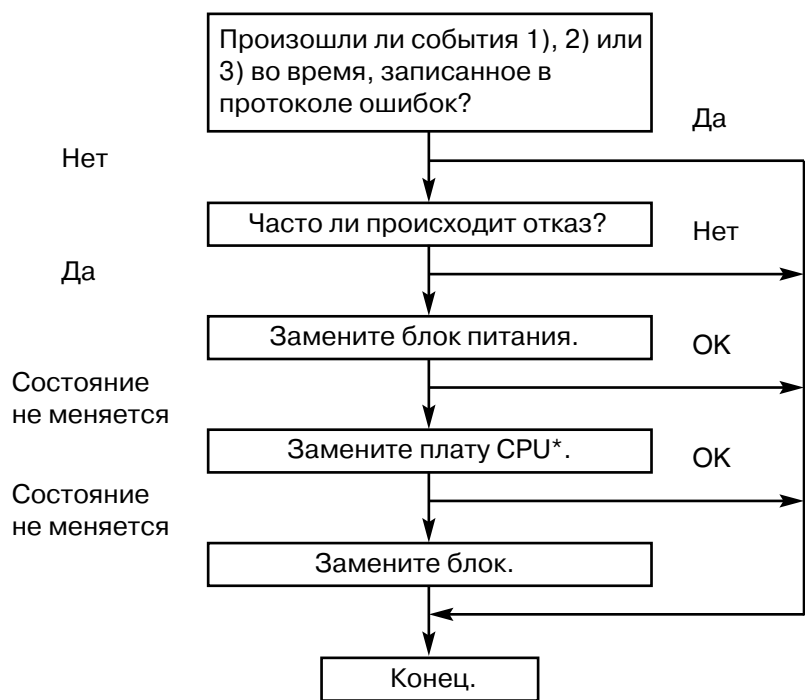 Произошли ли события 1), 2) или
3) во время, записанное в
протоколе ошибок?
Да
Нет
Часто ли происходит отказ?
Нет
Да
Замените блок питания.
OK
Состояние
не меняется
Замените плату CPU*.
OK
Состояние
не меняется
Замените блок.
Конец.